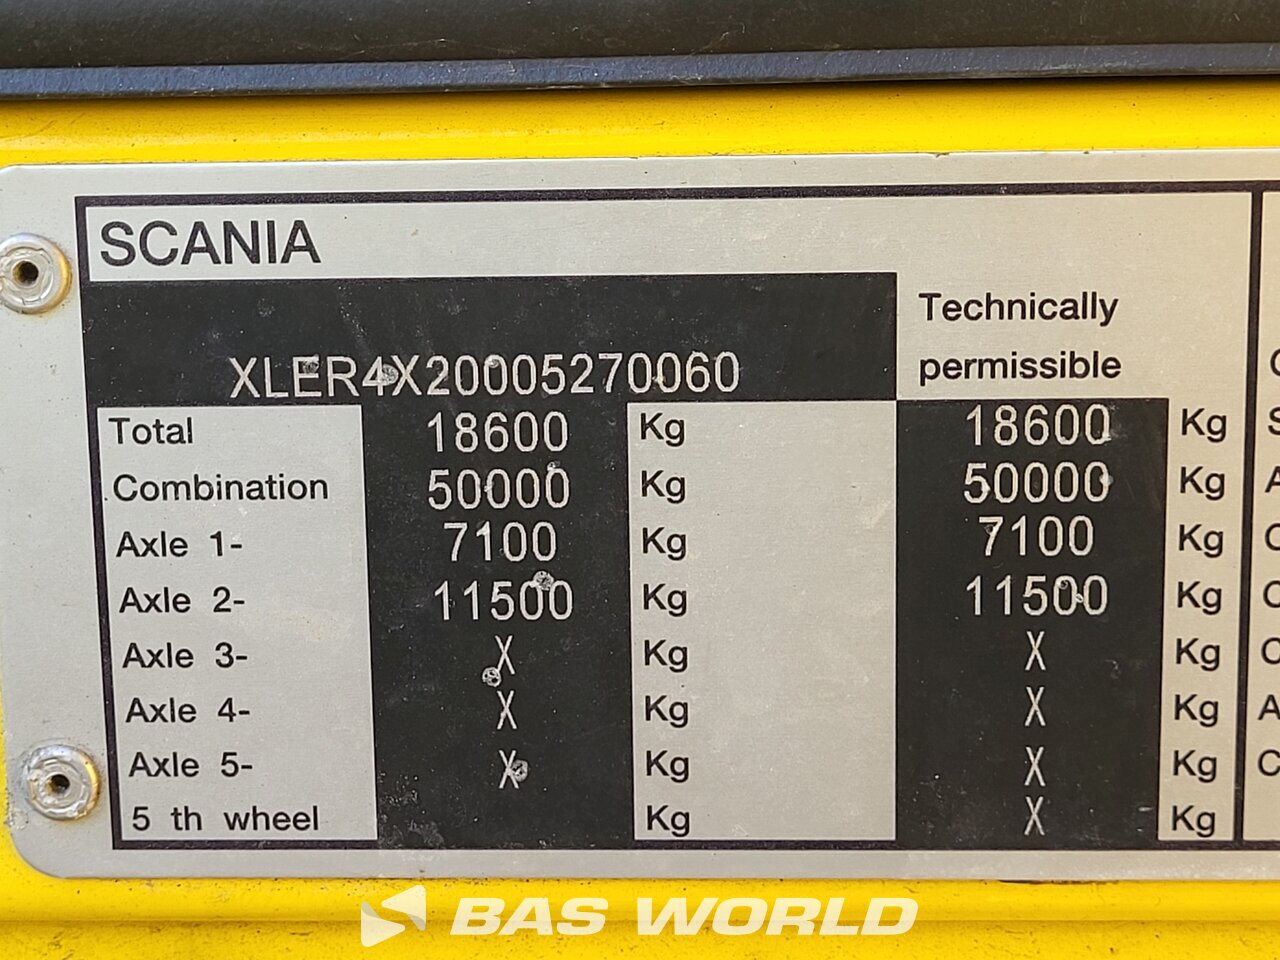 SCANIA
Technically
permissible
XLER4X20005270060
Total 18600 Kg 18600 Kg
Combination 50000 Kg 50000 Kg
Axle 1- 7100 Kg 7100 Kg
Axle 2- 11500 Kg 11500 Kg
Axle 3- X Kg X Kg
Axle 4- X Kg X Kg
Axle 5- X Kg X Kg
5 th wheel Kg X Kg
BAS WORLD